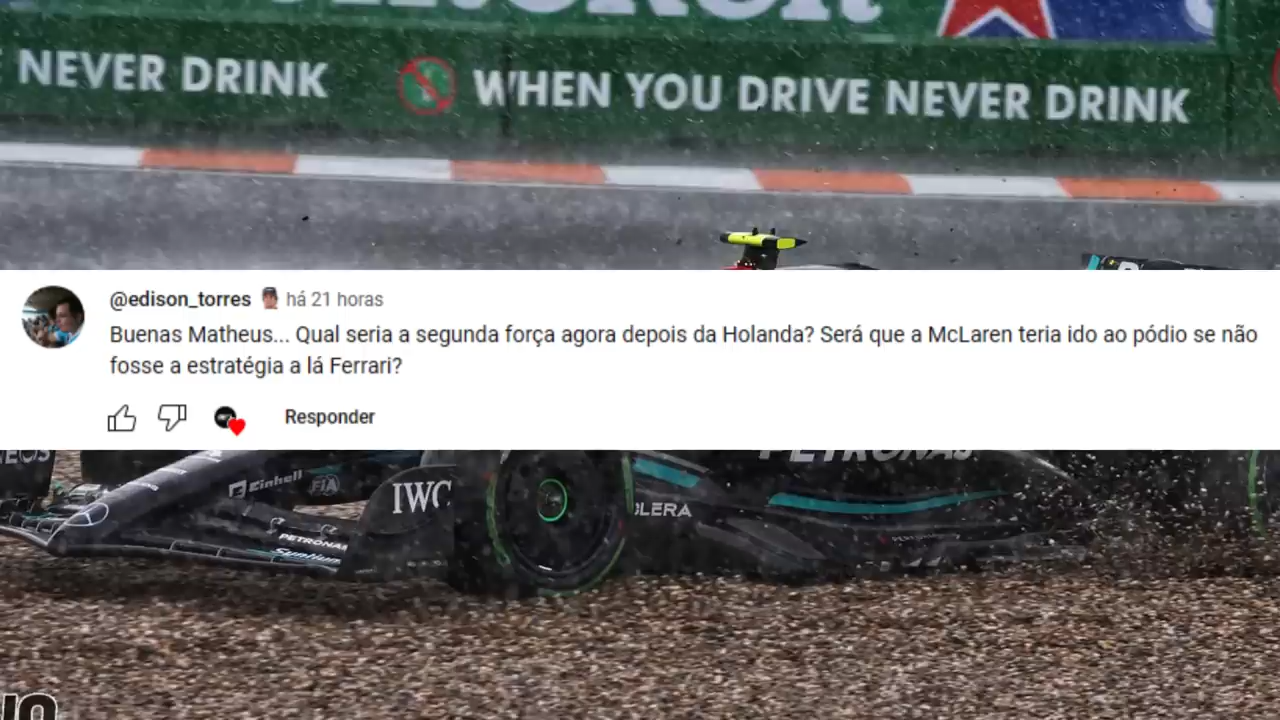 NEVER DRINK WHEN YOU DRIVE NEVER DRINK
@edison_torres há 21 horas
Buenas Matheus... Qual seria a segunda força agora depois da Holanda? Será que a McLaren teria ido ao pódio se não
fosse a estratégia a lá Ferrari?
Responder
PETRONAS
Einhell FIA
IWC
PETRONAS
Syntium